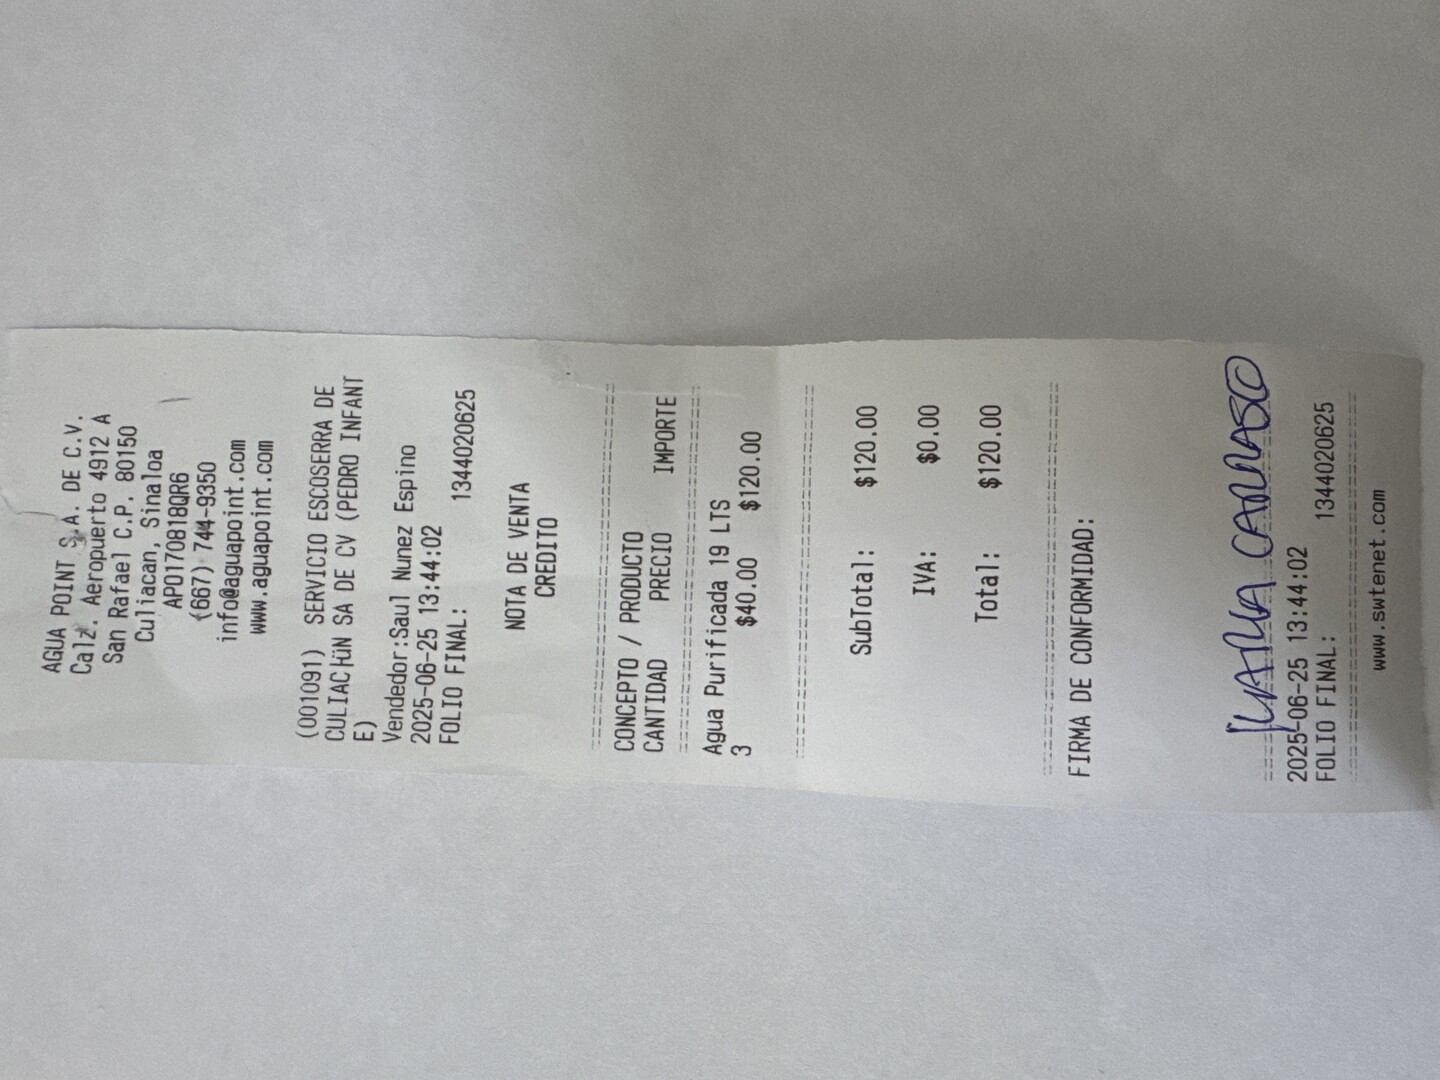 AGUA POINT S.A. DE C.V.
Calz. Aeropuerto 4912 A
San Rafael C.P. 80150
Culiacan, Sinaloa
APO170818QR6
(667) 744-9350
info@aguapoint.com
www.aguapoint.com
(001091) SERVICIO ESCOSERRA DE
CULIACÍüN SA DE CV (PEDRO INFANT
E)
Vendedor:Saul Nunez Espino
2025-06-25 13:44:02
FOLIO FINAL: 1344020625
NOTA DE VENTA
CREDITO
CONCEPTO / PRODUCTO
CANTIDAD PRECIO IMPORTE
Agua Purificada 19 LTS
3 $40.00 $120.00
SubTotal: $120.00
IVA: $0.00
Total: $120.00
FIRMA DE CONFORMIDAD:
MARIA CARRASCO
2025-06-25 13:44:02
FOLIO FINAL: 1344020625
www.swtenet.com